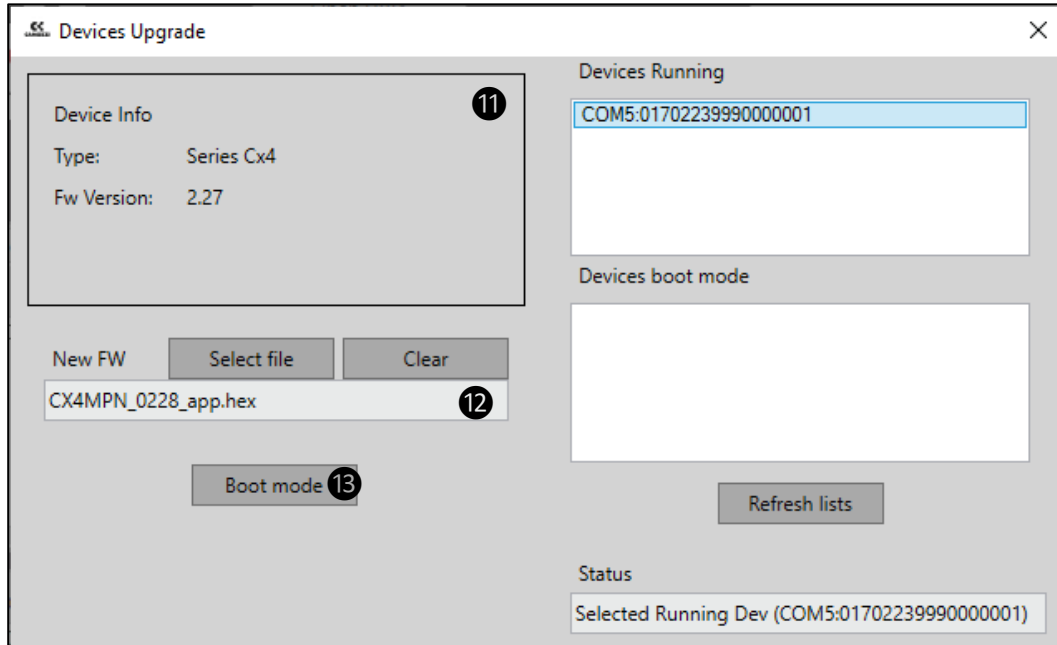 Devices Upgrade
Device Info
Type: Series Cx4
Fw Version: 2.27
11
New FW Select file Clear
CX4MPN_0228_app.hex
12
Boot mode
13
Devices Running
COM5:01702239990000001
Devices boot mode
Refresh lists
Status
Selected Running Dev (COM5:01702239990000001)